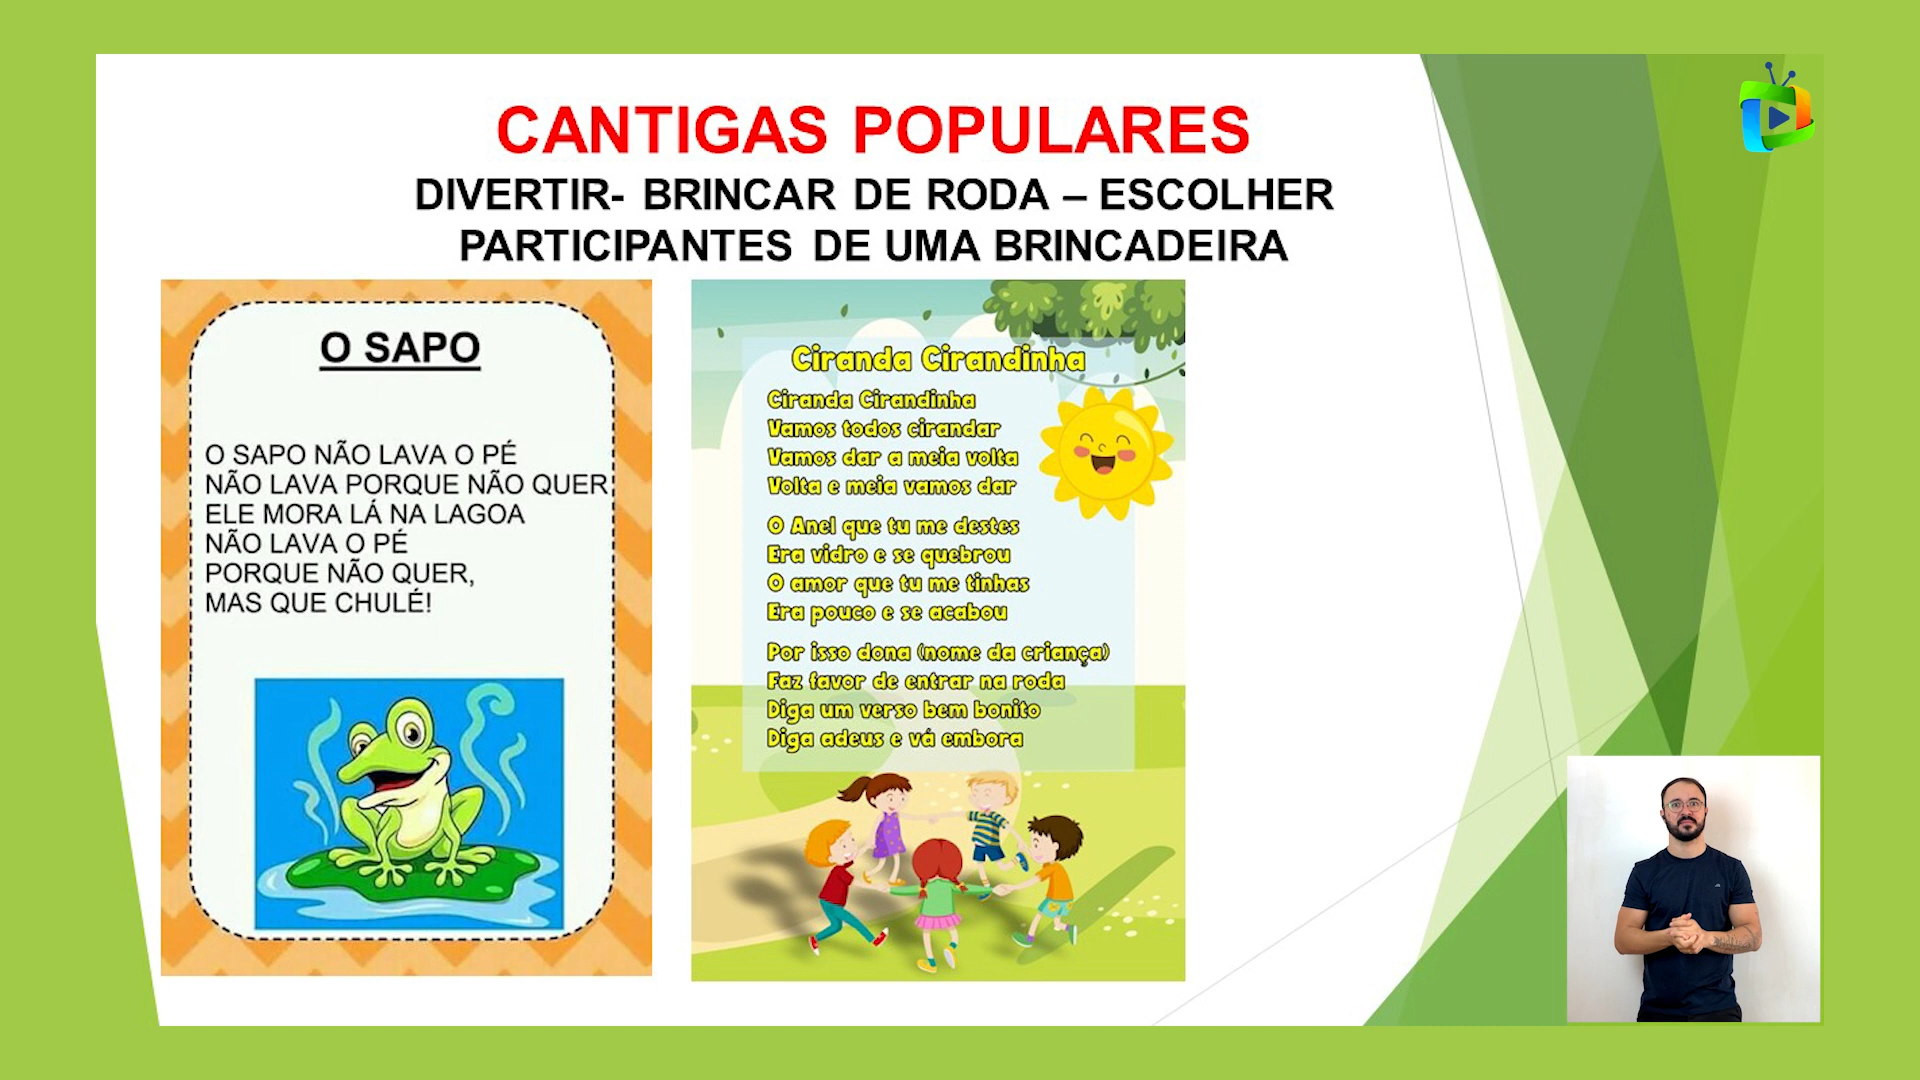 CANTIGAS POPULARES
DIVERTIR- BRINCAR DE RODA – ESCOLHER
PARTICIPANTES DE UMA BRINCADEIRA
O SAPO
O SAPO NÃO LAVA O PÉ
NÃO LAVA PORQUE NÃO QUER
ELE MORA LÁ NA LAGOA
NÃO LAVA O PÉ
PORQUE NÃO QUER,
MAS QUE CHULÉ!
Ciranda Cirandinha
Ciranda Cirandinha
Vamos todos cirandar
Vamos dar a meia volta
Volta e meia vamos dar
O Anel que tu me destes
Era vidro e se quebrou
O amor que tu me tinhas
Era pouco e se acabou
Por isso dona (nome da criança)
Faz favor de entrar na roda
Diga um verso bem bonito
Diga adeus e vá embora